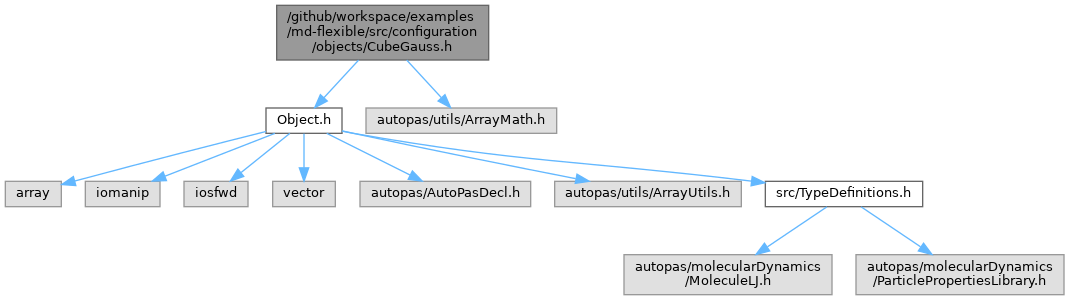 /github/workspace/examples
/md-flexible/src/configuration
/objects/CubeGauss.h
Object.h
autopas/utils/ArrayMath.h
array
iomanip
iosfwd
vector
autopas/AutoPasDecl.h
autopas/utils/ArrayUtils.h
src/TypeDefinitions.h
autopas/molecularDynamics
/MoleculeLJ.h
autopas/molecularDynamics
/ParticlePropertiesLibrary.h